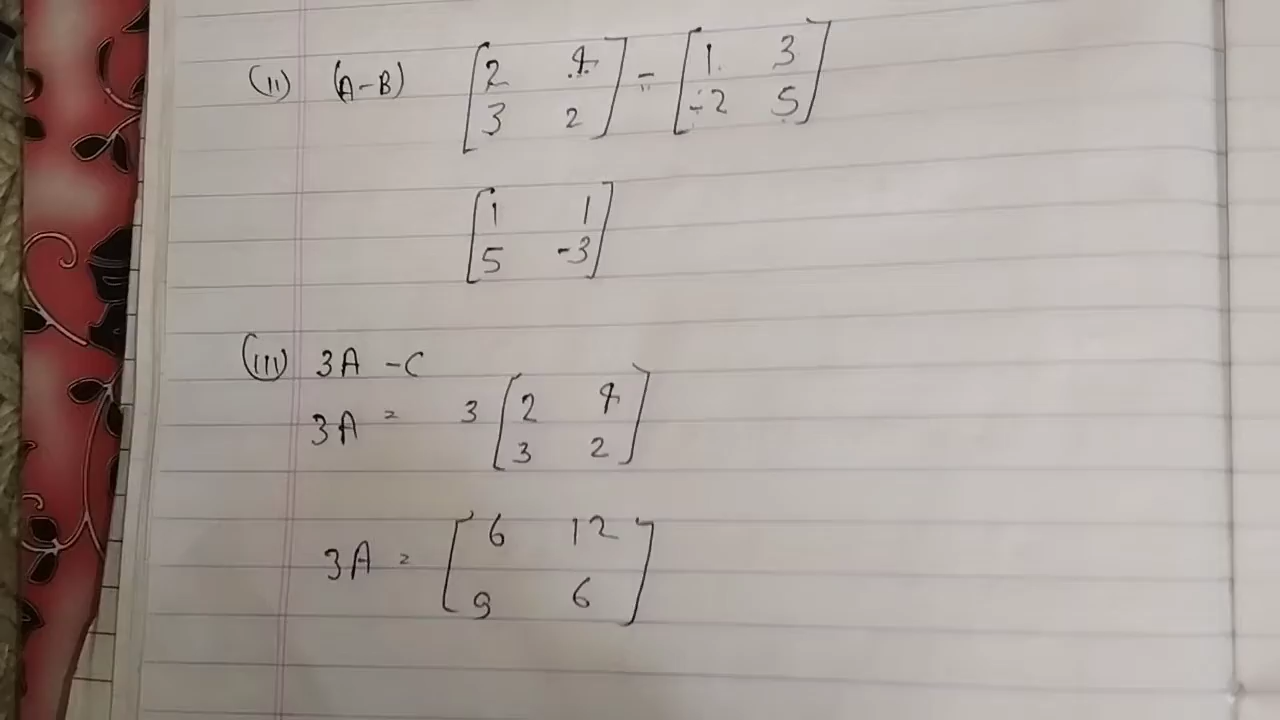 (ii) (A-B) [2 4 - [1 3
3 2] -2 5]
[1 1
5 -3]
(iii) 3A - C
3A = 3 [2 4
3 2]
3A = [6 12
9 6]